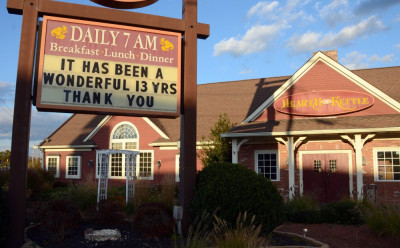 DAILY 7 AM
Breakfast · Lunch · Dinner
IT HAS BEEN A
WONDERFUL 13 YRS
THANK YOU
HEARTH & KETTLE